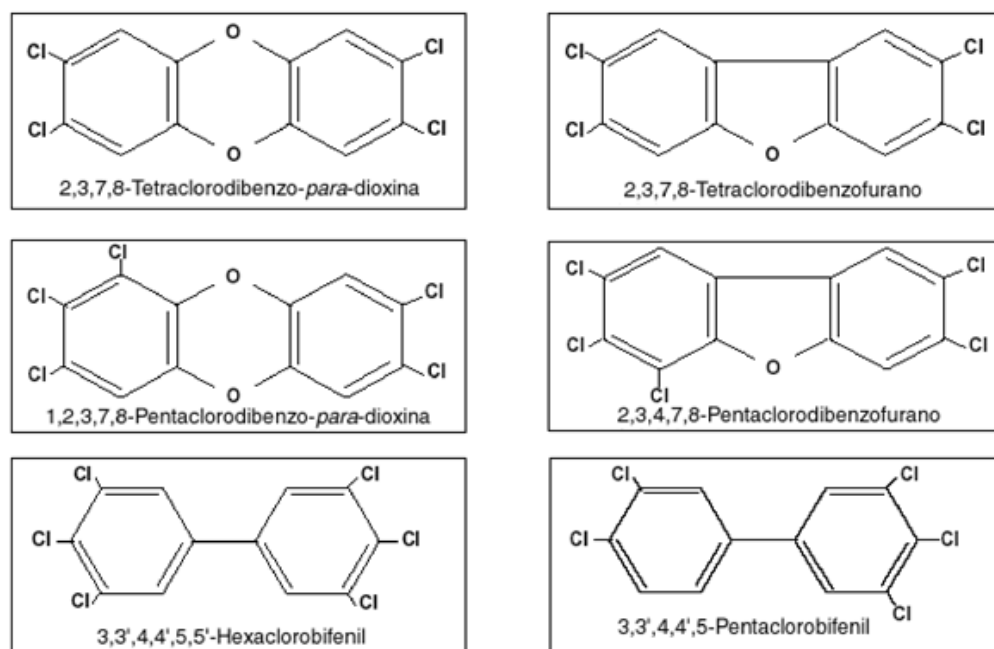 Cl O Cl
Cl O Cl
2,3,7,8-Tetraclorodibenzo-para-dioxina
Cl Cl
Cl O Cl
2,3,7,8-Tetraclorodibenzofurano
Cl
Cl O Cl
Cl O Cl
1,2,3,7,8-Pentaclorodibenzo-para-dioxina
Cl Cl
Cl O Cl
Cl
2,3,4,7,8-Pentaclorodibenzofurano
Cl Cl
Cl Cl
Cl Cl
3,3',4,4',5,5'-Hexaclorobifenil
Cl Cl
Cl Cl
Cl
3,3',4,4',5-Pentaclorobifenil